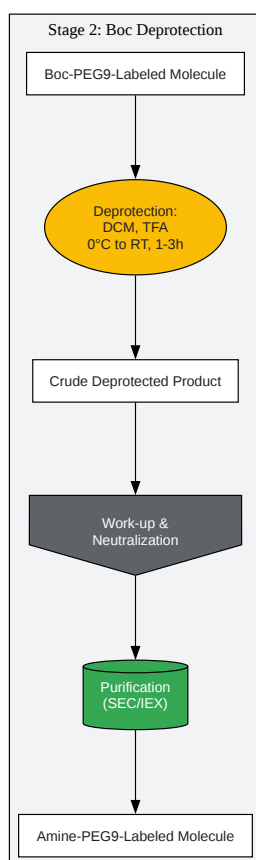 Stage 2: Boc Deprotection
Boc-PEG9-Labeled Molecule
Deprotection:
DCM, TFA
0°C to RT, 1-3h
Crude Deprotected Product
Work-up &
Neutralization
Purification
(SEC/IEX)
Amine-PEG9-Labeled Molecule